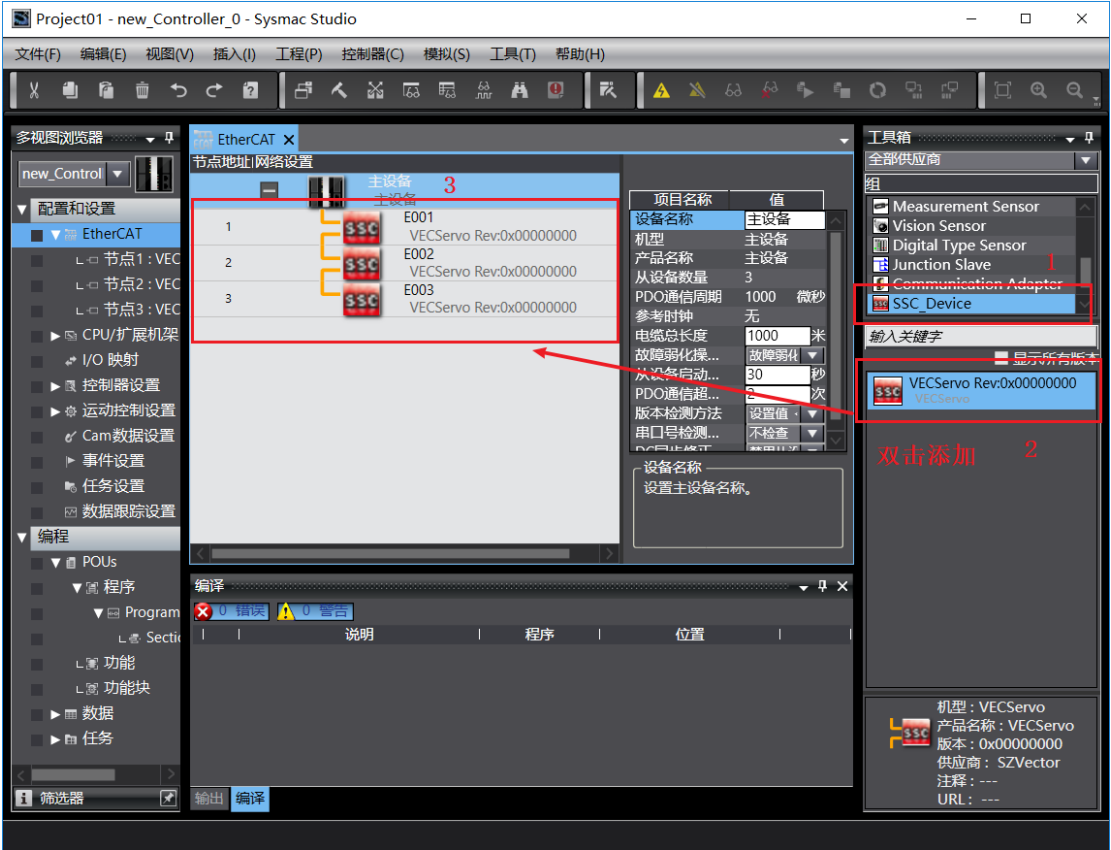 Project01 - new_Controller_0 - Sysmac Studio
文件(F) 编辑(E) 视图(V) 插入(I) 工程(P) 控制器(C) 模拟(S) 工具(T) 帮助(H)
多视图浏览器
new_Control
配置和设置
EtherCAT
节点1 : VEC
节点2 : VEC
节点3 : VEC
CPU/扩展机架
I/O 映射
控制器设置
运动控制设置
Cam数据设置
事件设置
任务设置
数据跟踪设置
编程
POUs
程序
Program
Sectio
功能
功能块
数据
任务
筛选器
EtherCAT
节点地址|网络设置
主设备 3
主设备
1 SSC E001
VECServo Rev:0x00000000
2 SSC E002
VECServo Rev:0x00000000
3 SSC E003
VECServo Rev:0x00000000
项目名称 值
设备名称 主设备
机型 主设备
产品名称 主设备
从设备数量 3
PDO通信周期 1000 微秒
参考时钟 无
电缆总长度 1000 米
故障弱化操... 故障弱化
从设备启动... 30 秒
PDO通信超... 2 次
版本检测方法 设置值
串口号检测... 不检查
设备名称
设置主设备名称。
编译
0 错误 0 警告
说明 程序 位置
输出 编译
工具箱
全部供应商
组
Measurement Sensor
Vision Sensor
Digital Type Sensor
Junction Slave 1
Communication Adapter
SSC_Device
输入关键字
显示所有版本
SSC VECServo Rev:0x00000000
VECServo
双击添加 2
机型 : VECServo
SSC 产品名称 : VECServo
版本 : 0x00000000
供应商 : SZVector
注释 : ---
URL : ---